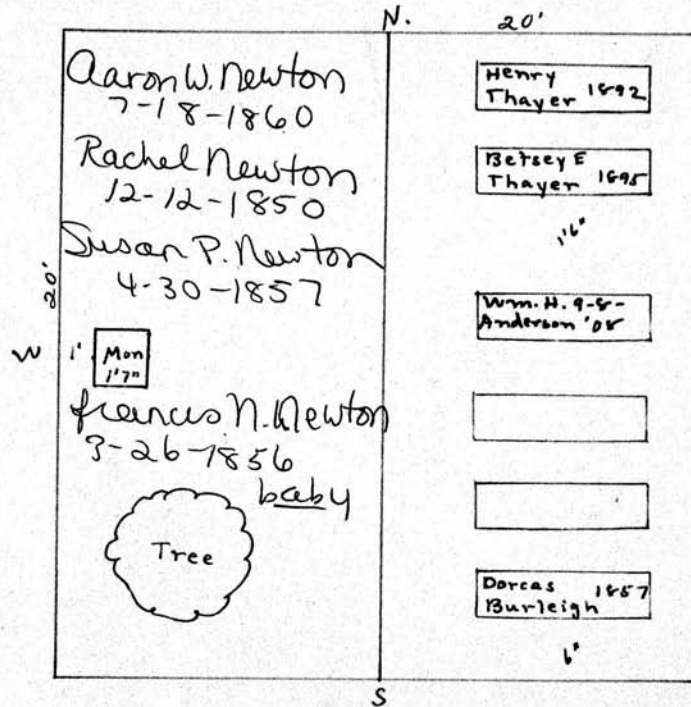 N.
20'
Aaron W. Newton
7-18-1860
Rachel Newton
12-12-1850
Susan P. Newton
4-30-1857
20'
W
1'
Mon
1'7"
Francis N. Newton
3-26-1856
baby
Tree
Henry
Thayer 1892
Betsey E
Thayer 1895
1'6"
Wm. H. 9-8-
Anderson '08
Dorcas 1857
Burleigh
6"
S